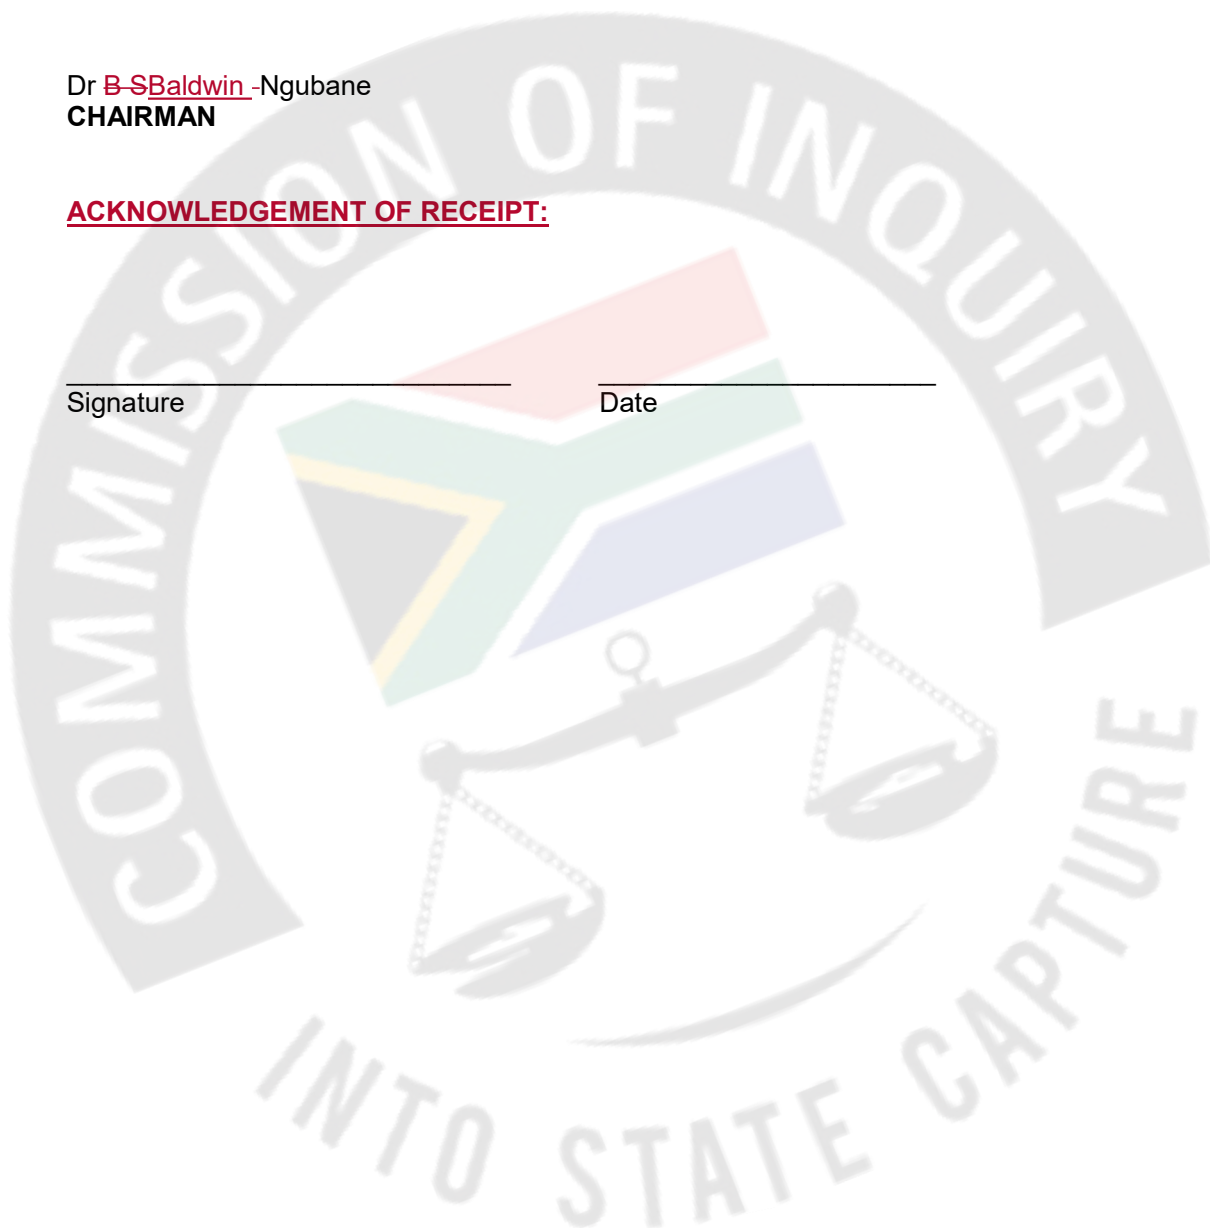 Dr B SBaldwin -Ngubane
CHAIRMAN
ACKNOWLEDGEMENT OF RECEIPT:
Signature Date
COMMISSION OF INQUIRY
INTO STATE CAPTURE